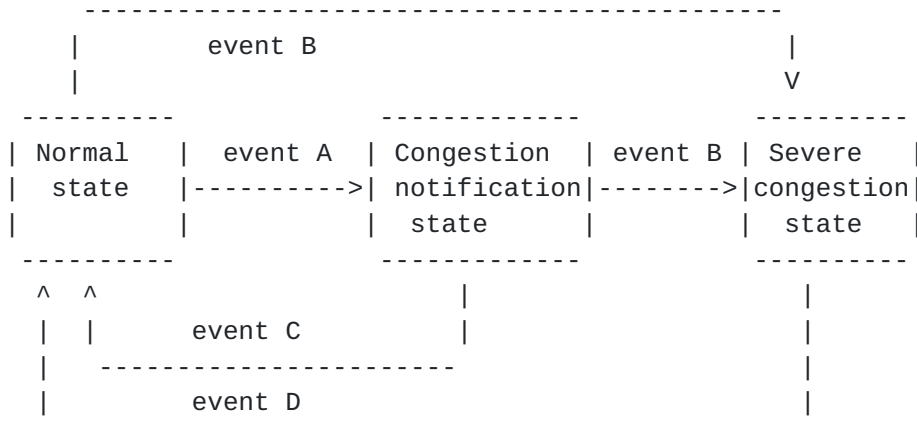 event B
V
Normal event A Congestion event B Severe
state notification congestion
state state
event C
event D